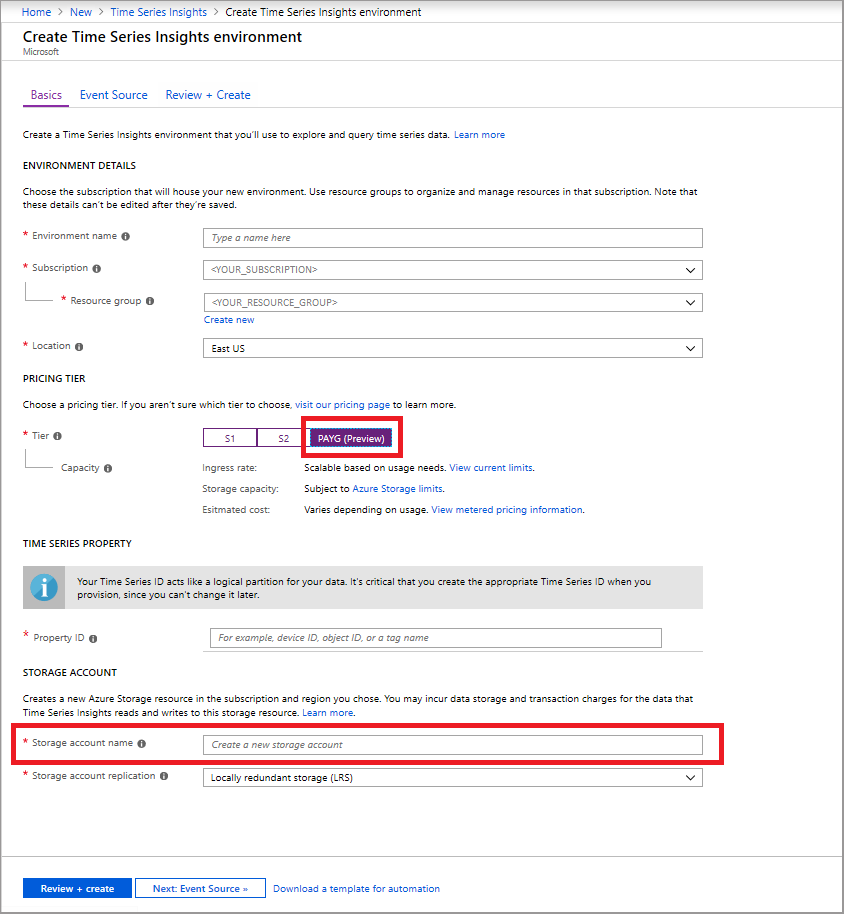 Home > New > Time Series Insights > Create Time Series Insights environment
Create Time Series Insights environment
Microsoft
Basics Event Source Review + Create
Create a Time Series Insights environment that you'll use to explore and query time series data. Learn more
ENVIRONMENT DETAILS
Choose the subscription that will house your new environment. Use resource groups to organize and manage resources in that subscription. Note that
these details can't be edited after they're saved.
* Environment name Type a name here
* Subscription <YOUR_SUBSCRIPTION>
* Resource group <YOUR_RESOURCE_GROUP>
Create new
* Location East US
PRICING TIER
Choose a pricing tier. If you aren't sure which tier to choose, visit our pricing page to learn more.
* Tier S1 S2 PAYG (Preview)
Capacity Ingress rate: Scalable based on usage needs. View current limits.
Storage capacity: Subject to Azure Storage limits.
Esitmated cost: Varies depending on usage. View metered pricing information.
TIME SERIES PROPERTY
Your Time Series ID acts like a logical partition for your data. It's critical that you create the appropriate Time Series ID when you
provision, since you can't change it later.
* Property ID For example, device ID, object ID, or a tag name
STORAGE ACCOUNT
Creates a new Azure Storage resource in the subscription and region you chose. You may incur data storage and transaction charges for the data that
Time Series Insights reads and writes to this storage resource. Learn more.
* Storage account name Create a new storage account
* Storage account replication Locally redundant storage (LRS)
Review + create Next: Event Source » Download a template for automation